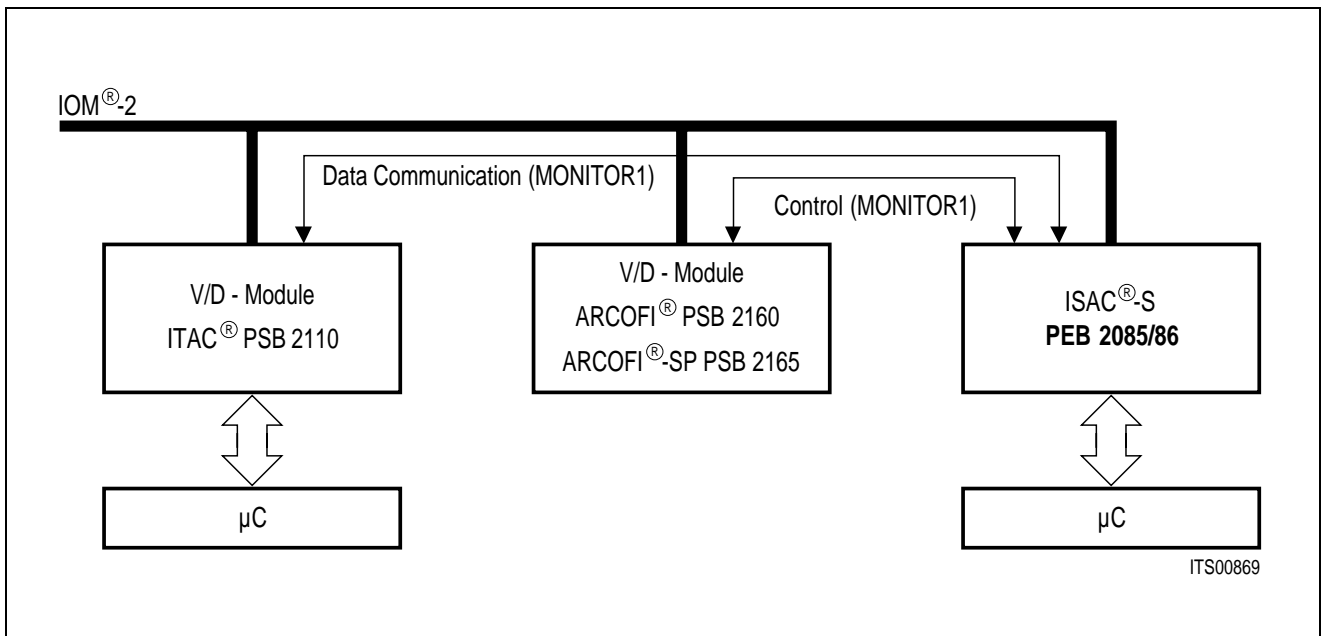 IOM®-2
Data Communication (MONITOR1)
Control (MONITOR1)
V/D - Module
ITAC® PSB 2110
V/D - Module
ARCOFI® PSB 2160
ARCOFI®-SP PSB 2165
ISAC®-S
PEB 2085/86
µC
µC
ITS00869